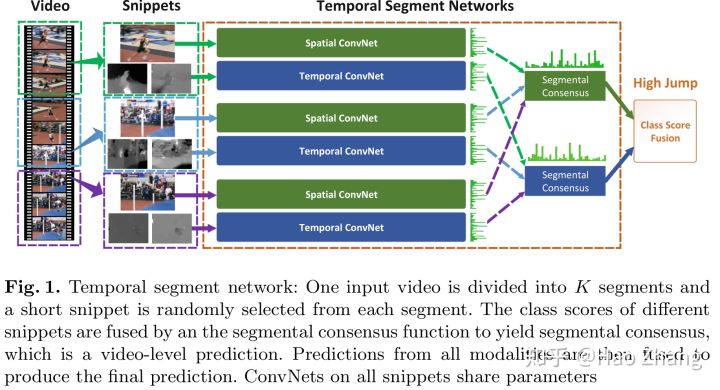 Video
Snippets
Temporal Segment Networks
Spatial ConvNet
Temporal ConvNet
Spatial ConvNet
Temporal ConvNet
Spatial ConvNet
Temporal ConvNet
Segmental
Consensus
Segmental
Consensus
High Jump
Class Score
Fusion
Fig. 1. Temporal segment network: One input video is divided into K segments and
a short snippet is randomly selected from each segment. The class scores of different
snippets are fused by an the segmental consensus function to yield segmental consensus,
which is a video-level prediction. Predictions from all modalities are then fused to
produce the final prediction. ConvNets on all snippets share parameters
知乎 @Hao Zhang